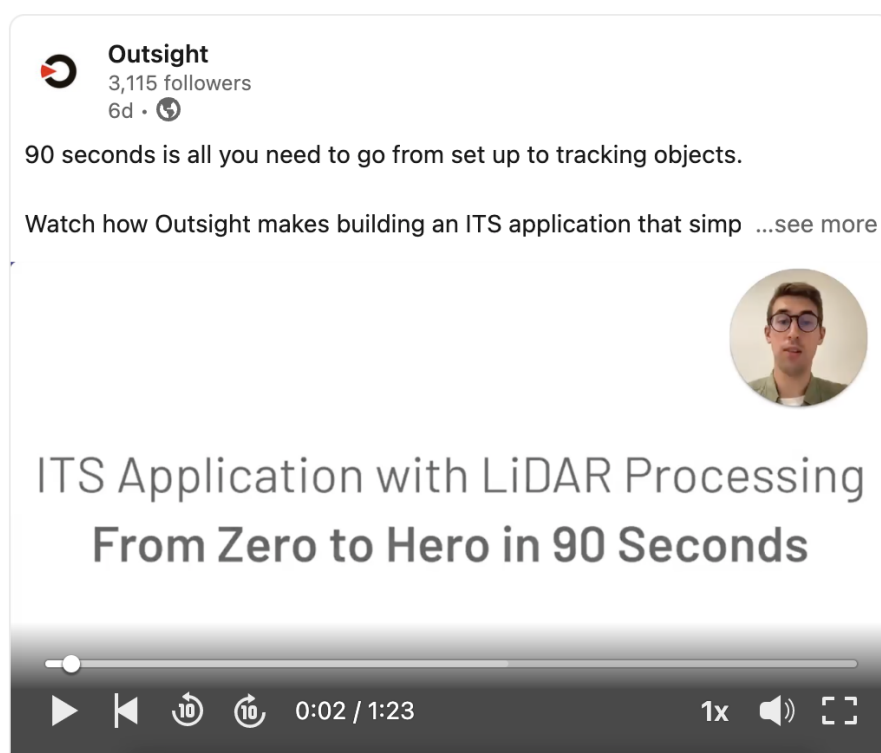 Outsight
3,115 followers
6d •
90 seconds is all you need to go from set up to tracking objects.
Watch how Outsight makes building an ITS application that simp ...see more
ITS Application with LiDAR Processing
From Zero to Hero in 90 Seconds
10 10 0:02 / 1:23 1x